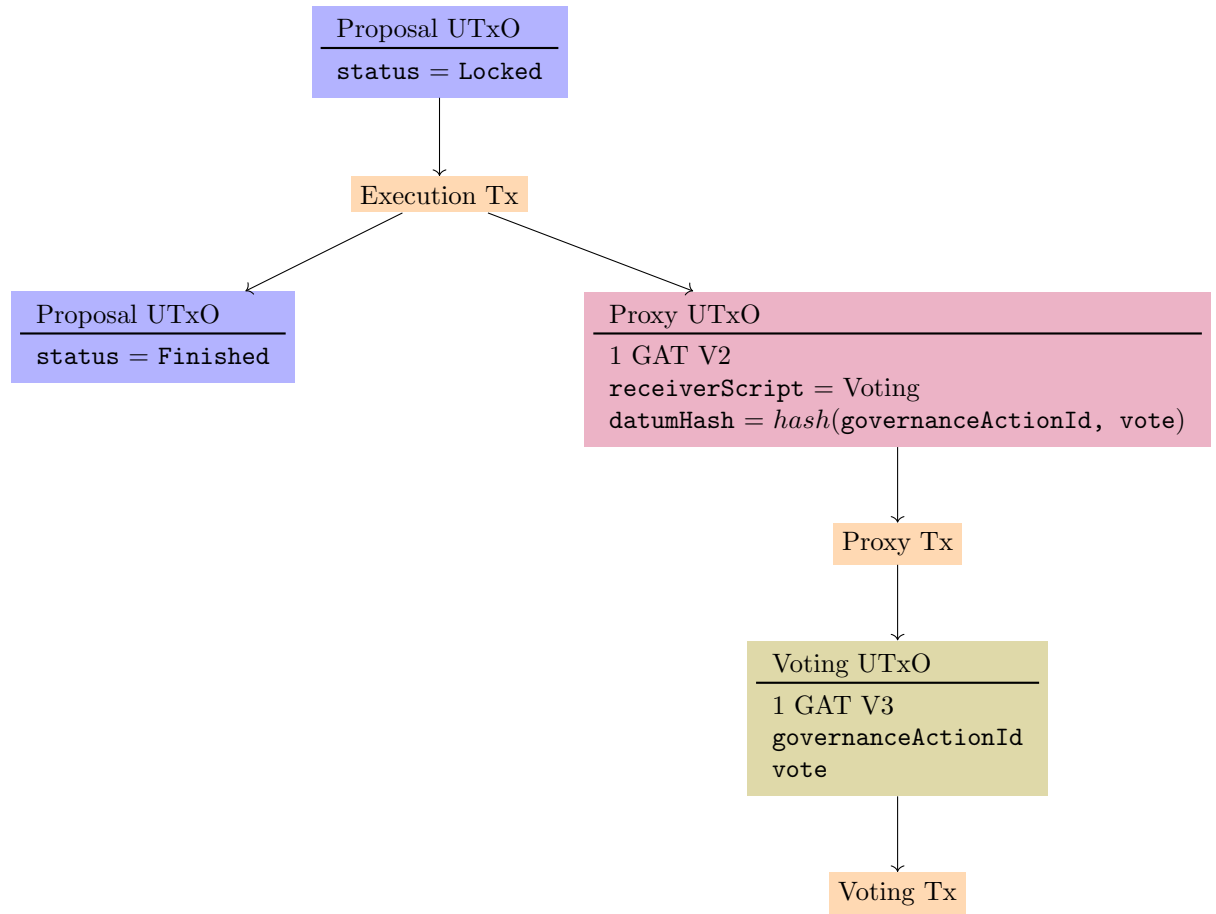 Proposal UTxO
status = Locked
Execution Tx
Proposal UTxO
status = Finished
Proxy UTxO
1 GAT V2
receiverScript = Voting
datumHash = hash(governanceActionId, vote)
Proxy Tx
Voting UTxO
1 GAT V3
governanceActionId
vote
Voting Tx